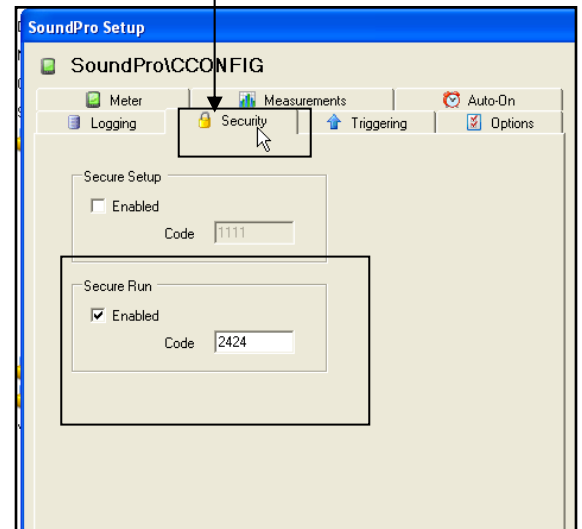 SoundPro Setup
SoundPro\CCONFIG
Meter Measurements Auto-On
Logging Security Triggering Options
Secure Setup
Enabled
Code 1111
Secure Run
Enabled
Code 2424